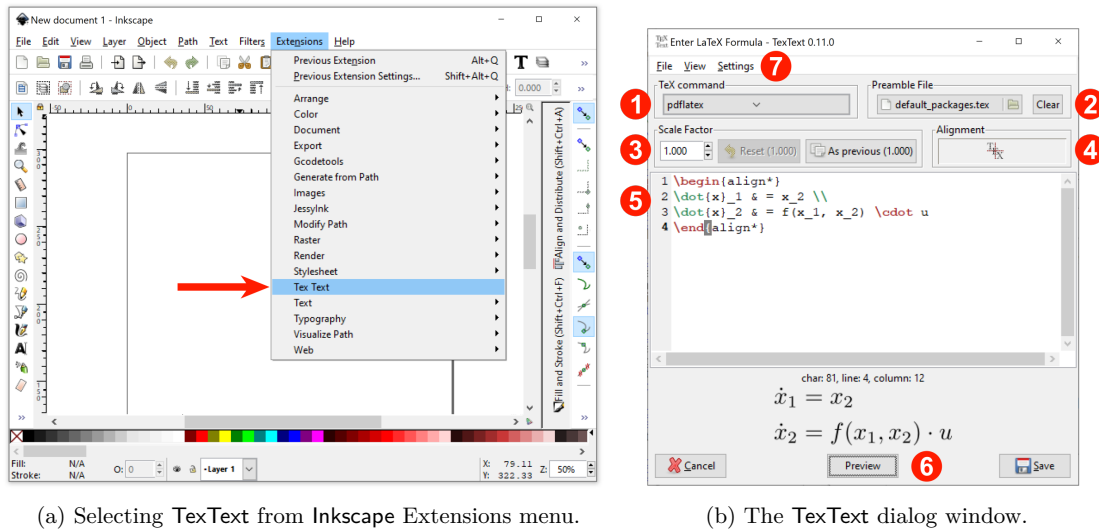 New document 1 - Inkscape
File Edit View Layer Object Path Text Filters Extensions Help
Previous Extension Alt+Q
Previous Extension Settings... Shift+Alt+Q
Arrange
Color
Document
Export
Gcodetools
Generate from Path
Images
JessyInk
Modify Path
Raster
Render
Stylesheet
Tex Text
Text
Typography
Visualize Path
Web
0.000
Align and Distribute (Shift+Ctrl+A)
Fill and Stroke (Shift+Ctrl+F)
Fill: N/A
Stroke: N/A
O: 0
Layer 1
X: 79.11
Y: 322.33
Z: 50%
(a) Selecting TexText from Inkscape Extensions menu.
Enter LaTeX Formula - TexText 0.11.0
File View Settings 7
TeX command
1 pdflatex
Preamble File
default_packages.tex Clear 2
Scale Factor
3 1.000 Reset (1.000) As previous (1.000)
Alignment
4
5
1 \begin{align*}
2 \dot{x}_1 & = x_2 \\
3 \dot{x}_2 & = f(x_1, x_2) \cdot u
4 \end{align*}
char: 81, line: 4, column: 12
ẋ₁ = x₂
ẋ₂ = f(x₁, x₂) · u
Cancel Preview 6 Save
(b) The TexText dialog window.